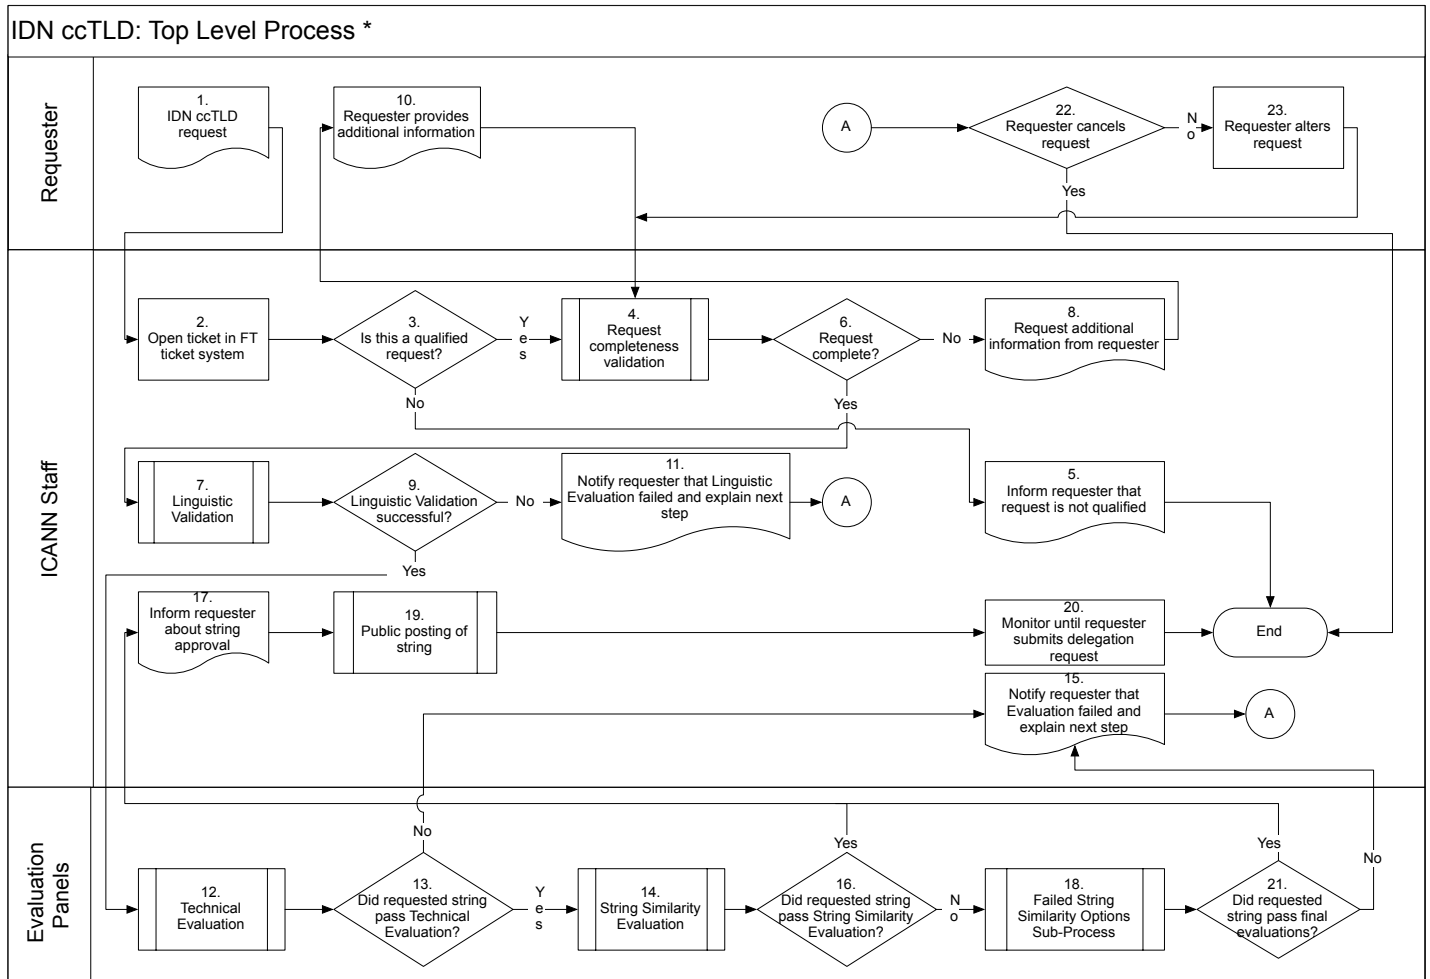 IDN ccTLD: Top Level Process *
Requester
1.
IDN ccTLD
request
10.
Requester provides
additional information
A
22.
Requester cancels
request
No
23.
Requester alters
request
Yes
ICANN Staff
2.
Open ticket in FT
ticket system
3.
Is this a qualified
request?
Yes
4.
Request
completeness
validation
6.
Request
complete?
No
8.
Request additional
information from requester
No
Yes
7.
Linguistic
Validation
9.
Linguistic Validation
successful?
No
11.
Notify requester that Linguistic
Evaluation failed and explain next
step
A
5.
Inform requester that
request is not qualified
Yes
17.
Inform requester
about string
approval
19.
Public posting of
string
20.
Monitor until requester
submits delegation
request
End
15.
Notify requester that
Evaluation failed and
explain next step
A
Evaluation
Panels
No
Yes
Yes
No
12.
Technical
Evaluation
13.
Did requested string
pass Technical
Evaluation?
Yes
14.
String Similarity
Evaluation
16.
Did requested string
pass String Similarity
Evaluation?
No
18.
Failed String
Similarity Options
Sub-Process
21.
Did requested
string pass final
evaluations?